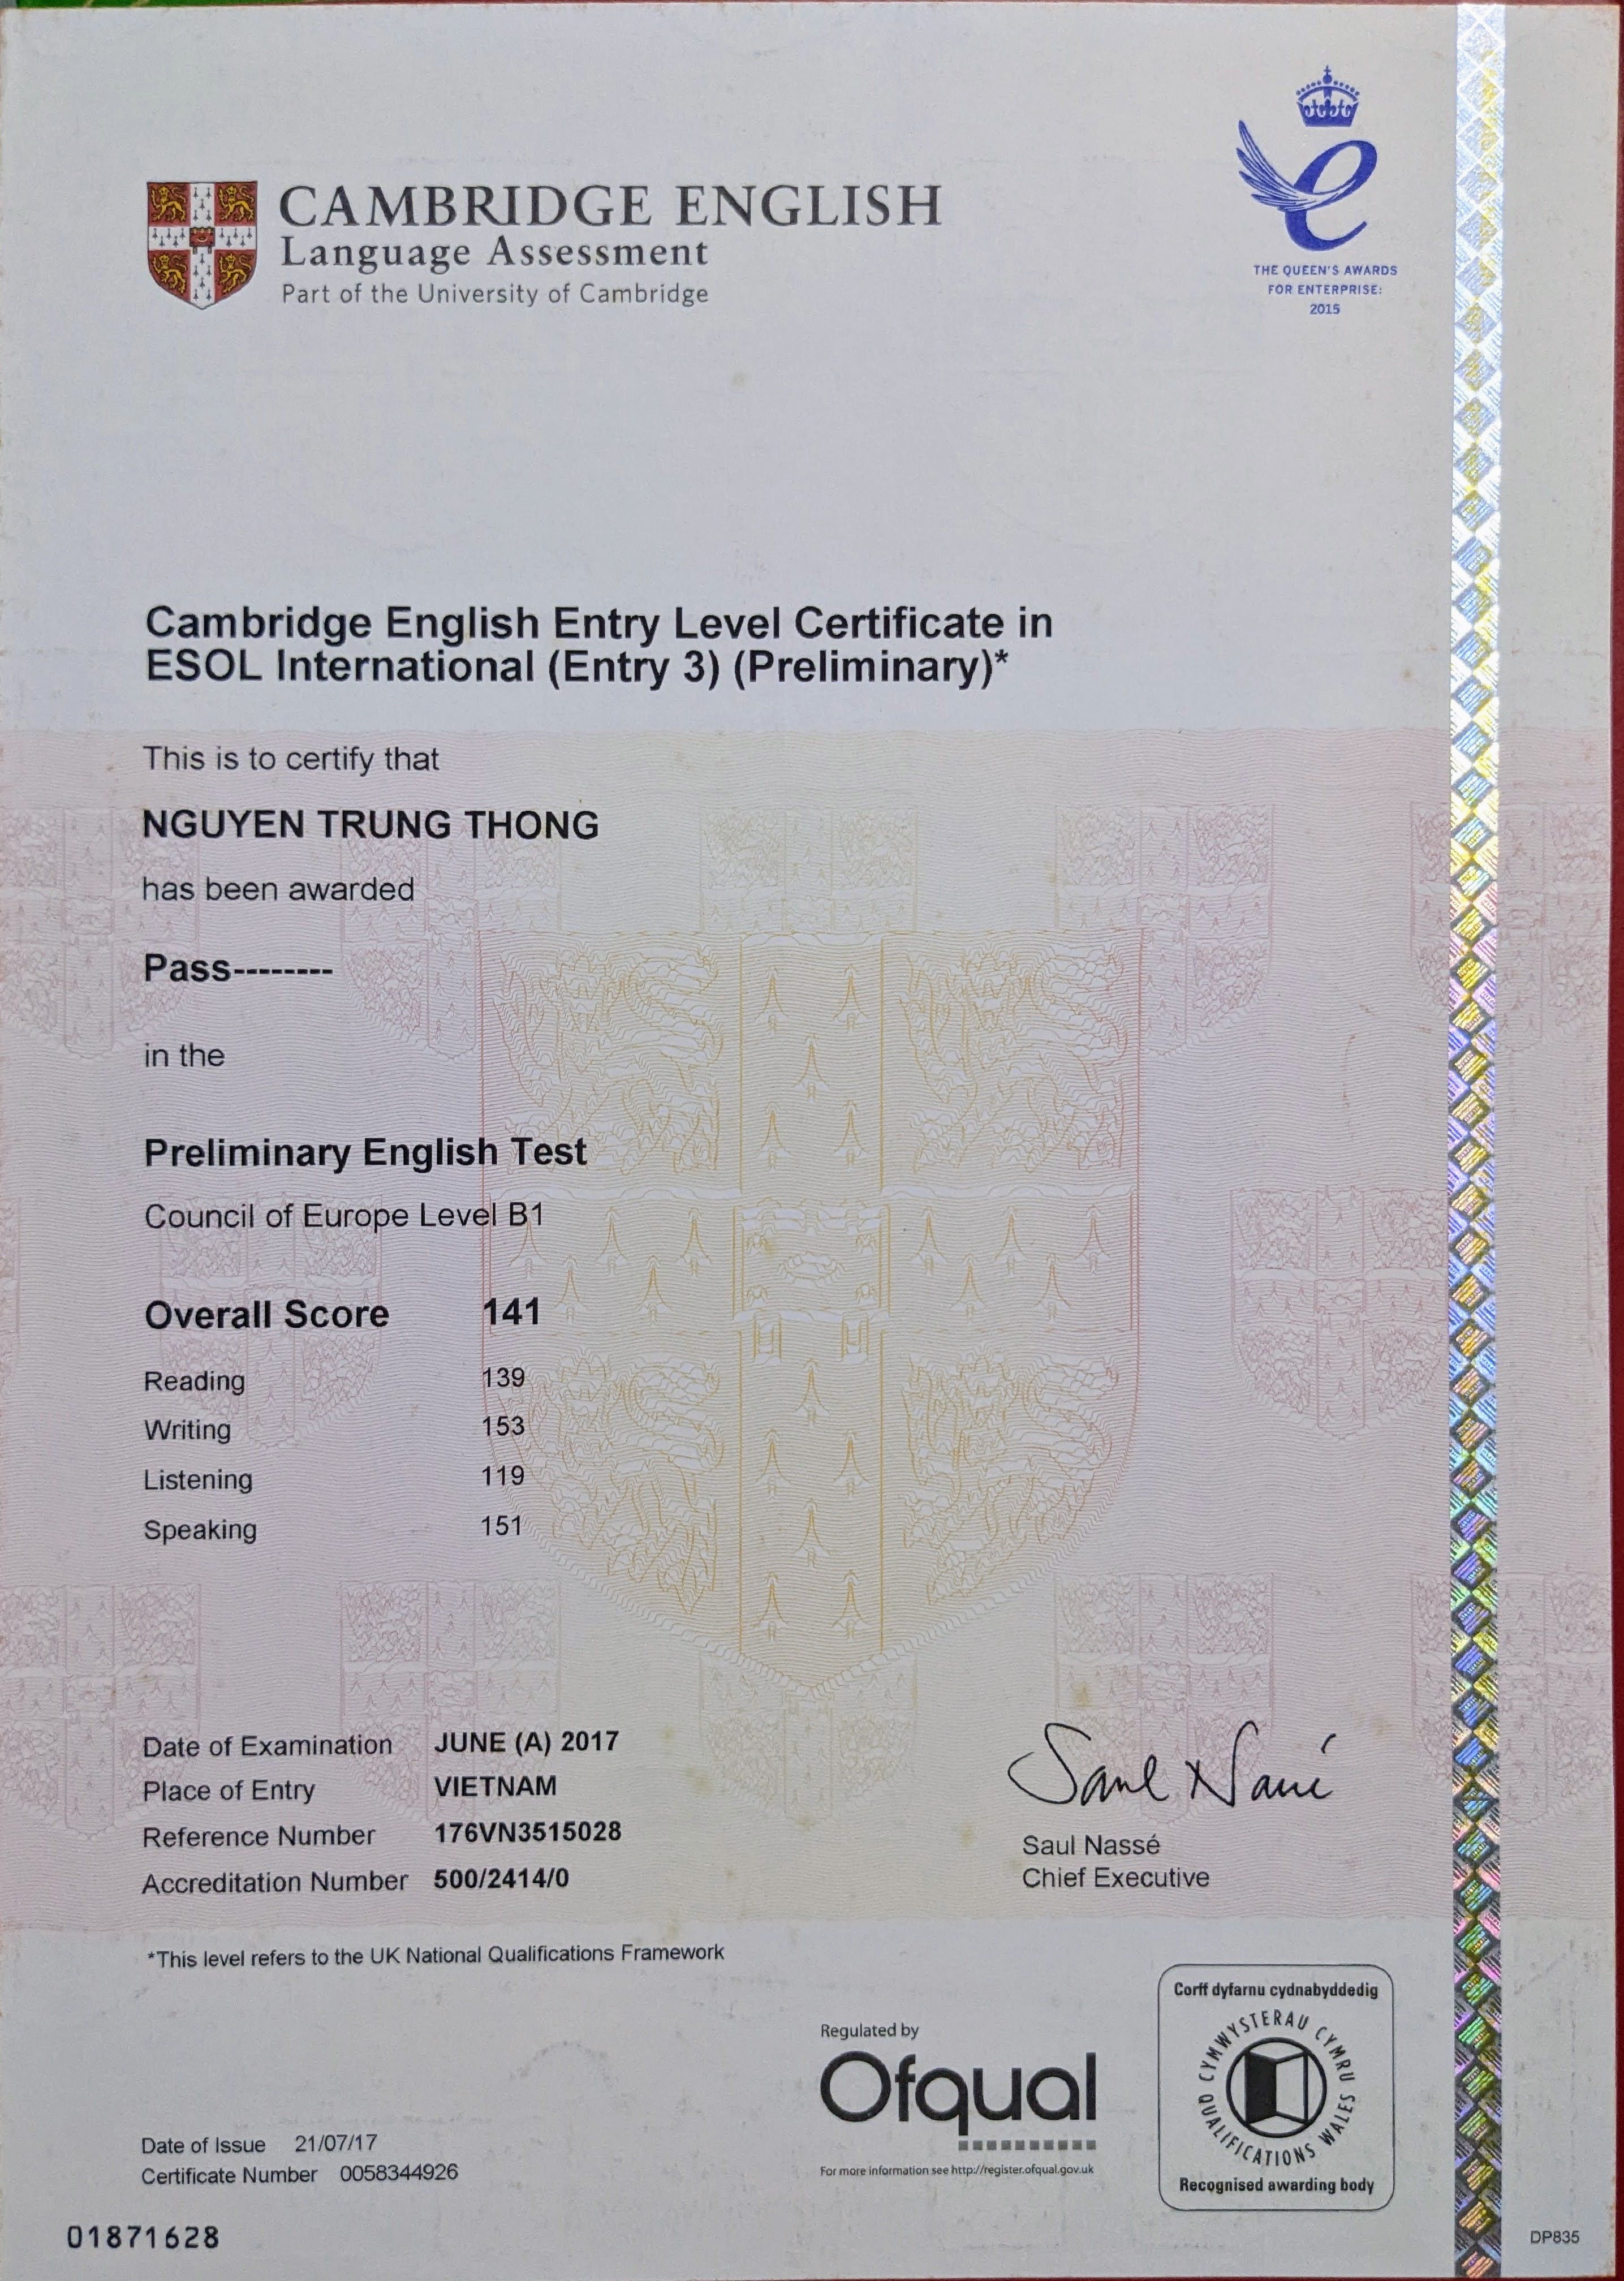 CAMBRIDGE ENGLISH
Language Assessment
Part of the University of Cambridge
THE QUEEN'S AWARDS
FOR ENTERPRISE:
2015
Cambridge English Entry Level Certificate in
ESOL International (Entry 3) (Preliminary)*
This is to certify that
NGUYEN TRUNG THONG
has been awarded
Pass--------
in the
Preliminary English Test
Council of Europe Level B1
Overall Score 141
Reading 139
Writing 153
Listening 119
Speaking 151
Date of Examination JUNE (A) 2017
Place of Entry VIETNAM
Reference Number 176VN3515028
Accreditation Number 500/2414/0
Saul Nassé
Saul Nassé
Chief Executive
*This level refers to the UK National Qualifications Framework
Regulated by
Ofqual
For more information see http://register.ofqual.gov.uk
Corff dyfarnu cydnabyddedig
CYMWYSTERAU CYMRU
QUALIFICATIONS WALES
Recognised awarding body
Date of Issue 21/07/17
Certificate Number 0058344926
01871628
DP835